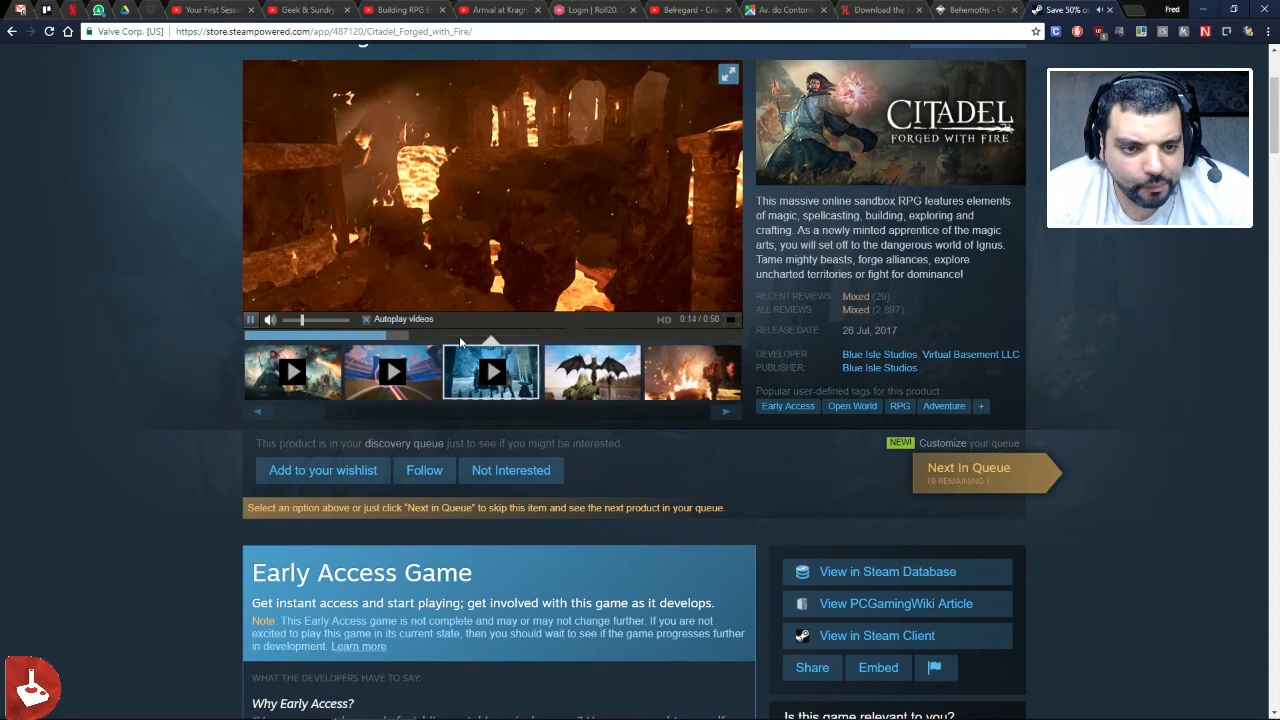 Your First Sess
Geek & Sundry
Building RPG E
Arrival at Kragh
Login | Roll20:
Belregard - Cria
Av. do Contorn
Download the J
Behemoths - O
Save 50% o
Fred
Valve Corp. [US] https://store.steampowered.com/app/487120/Citadel_Forged_with_Fire/
CITADEL
FORGED WITH FIRE
This massive online sandbox RPG features elements
of magic, spellcasting, building, exploring and
crafting. As a newly minted apprentice of the magic
arts, you will set off to the dangerous world of Ignus.
Tame mighty beasts, forge alliances, explore
uncharted territories or fight for dominance!
RECENT REVIEWS: Mixed (29)
ALL REVIEWS: Mixed (2,897)
RELEASE DATE: 26 Jul, 2017
DEVELOPER: Blue Isle Studios, Virtual Basement LLC
PUBLISHER: Blue Isle Studios
Popular user-defined tags for this product:
Early Access Open World RPG Adventure +
Autoplay videos HD 0:14 / 0:50
This product is in your discovery queue just to see if you might be interested.
NEW! Customize your queue
Add to your wishlist Follow Not Interested
Next In Queue
(9 REMAINING )
Select an option above or just click "Next in Queue" to skip this item and see the next product in your queue.
Early Access Game
Get instant access and start playing; get involved with this game as it develops.
Note: This Early Access game is not complete and may or may not change further. If you are
excited to play this game in its current state, then you should wait to see if the game progresses further
in development. Learn more
WHAT THE DEVELOPERS HAVE TO SAY:
Why Early Access?
View in Steam Database
View PCGamingWiki Article
View in Steam Client
Share Embed
Is this game relevant to you?